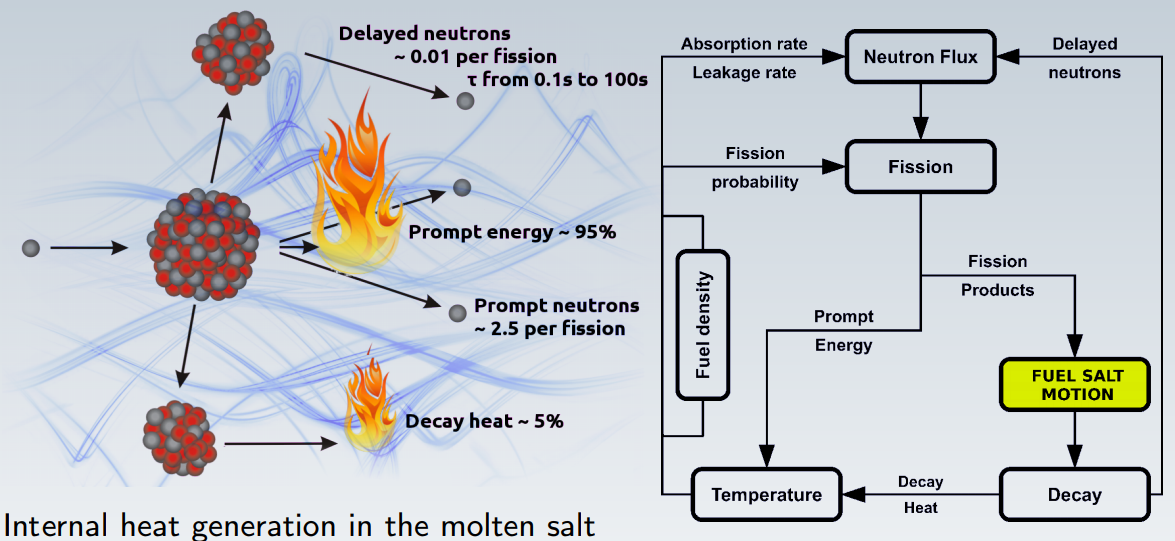 Delayed neutrons
~ 0.01 per fission
τ from 0.1s to 100s
Prompt energy ~ 95%
Prompt neutrons
~ 2.5 per fission
Decay heat ~ 5%
Internal heat generation in the molten salt
Absorption rate
Leakage rate
Neutron Flux
Delayed
neutrons
Fission
probability
Fission
Fuel density
Fission
Products
Prompt
Energy
FUEL SALT
MOTION
Temperature
Decay
Heat
Decay